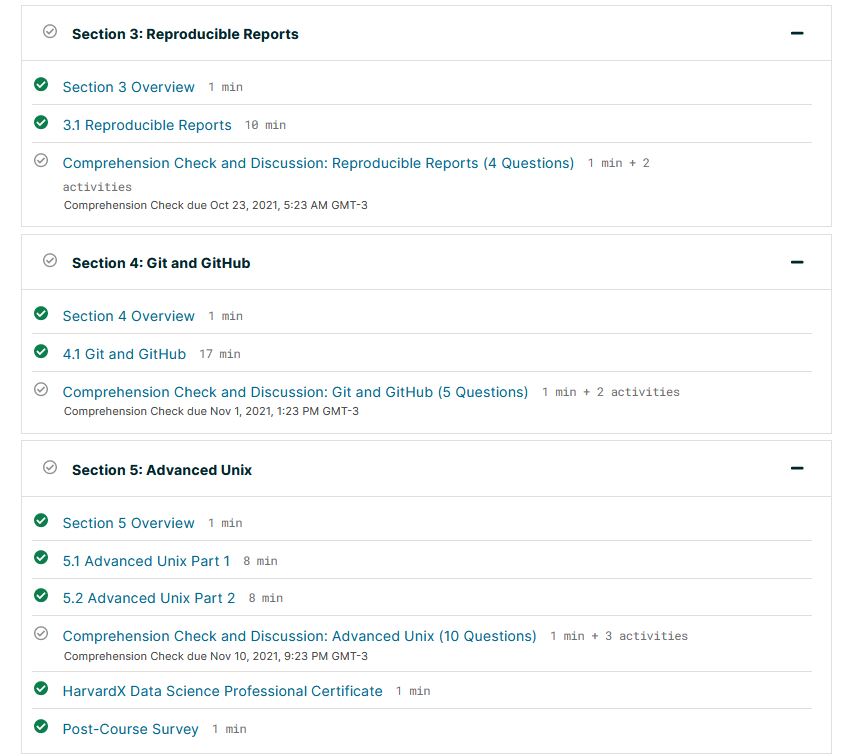 Section 3: Reproducible Reports
Section 3 Overview 1 min
3.1 Reproducible Reports 10 min
Comprehension Check and Discussion: Reproducible Reports (4 Questions) 1 min + 2
activities
Comprehension Check due Oct 23, 2021, 5:23 AM GMT-3
Section 4: Git and GitHub
Section 4 Overview 1 min
4.1 Git and GitHub 17 min
Comprehension Check and Discussion: Git and GitHub (5 Questions) 1 min + 2 activities
Comprehension Check due Nov 1, 2021, 1:23 PM GMT-3
Section 5: Advanced Unix
Section 5 Overview 1 min
5.1 Advanced Unix Part 1 8 min
5.2 Advanced Unix Part 2 8 min
Comprehension Check and Discussion: Advanced Unix (10 Questions) 1 min + 3 activities
Comprehension Check due Nov 10, 2021, 9:23 PM GMT-3
HarvardX Data Science Professional Certificate 1 min
Post-Course Survey 1 min